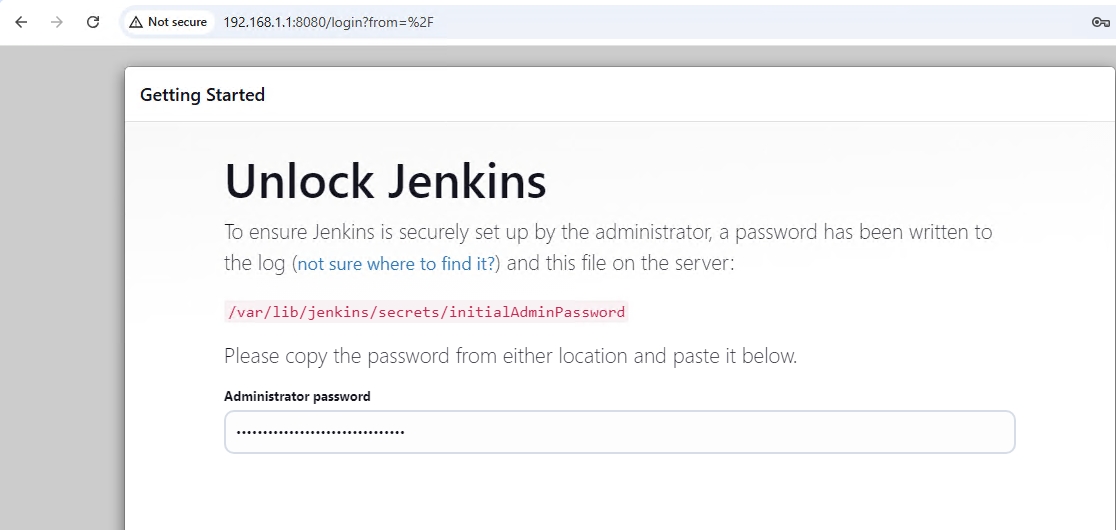 Not secure 192.168.1.1:8080/login?from=%2F
Getting Started
Unlock Jenkins
To ensure Jenkins is securely set up by the administrator, a password has been written to
the log (not sure where to find it?) and this file on the server:
/var/lib/jenkins/secrets/initialAdminPassword
Please copy the password from either location and paste it below.
Administrator password
••••••••••••••••••••••••••••••••